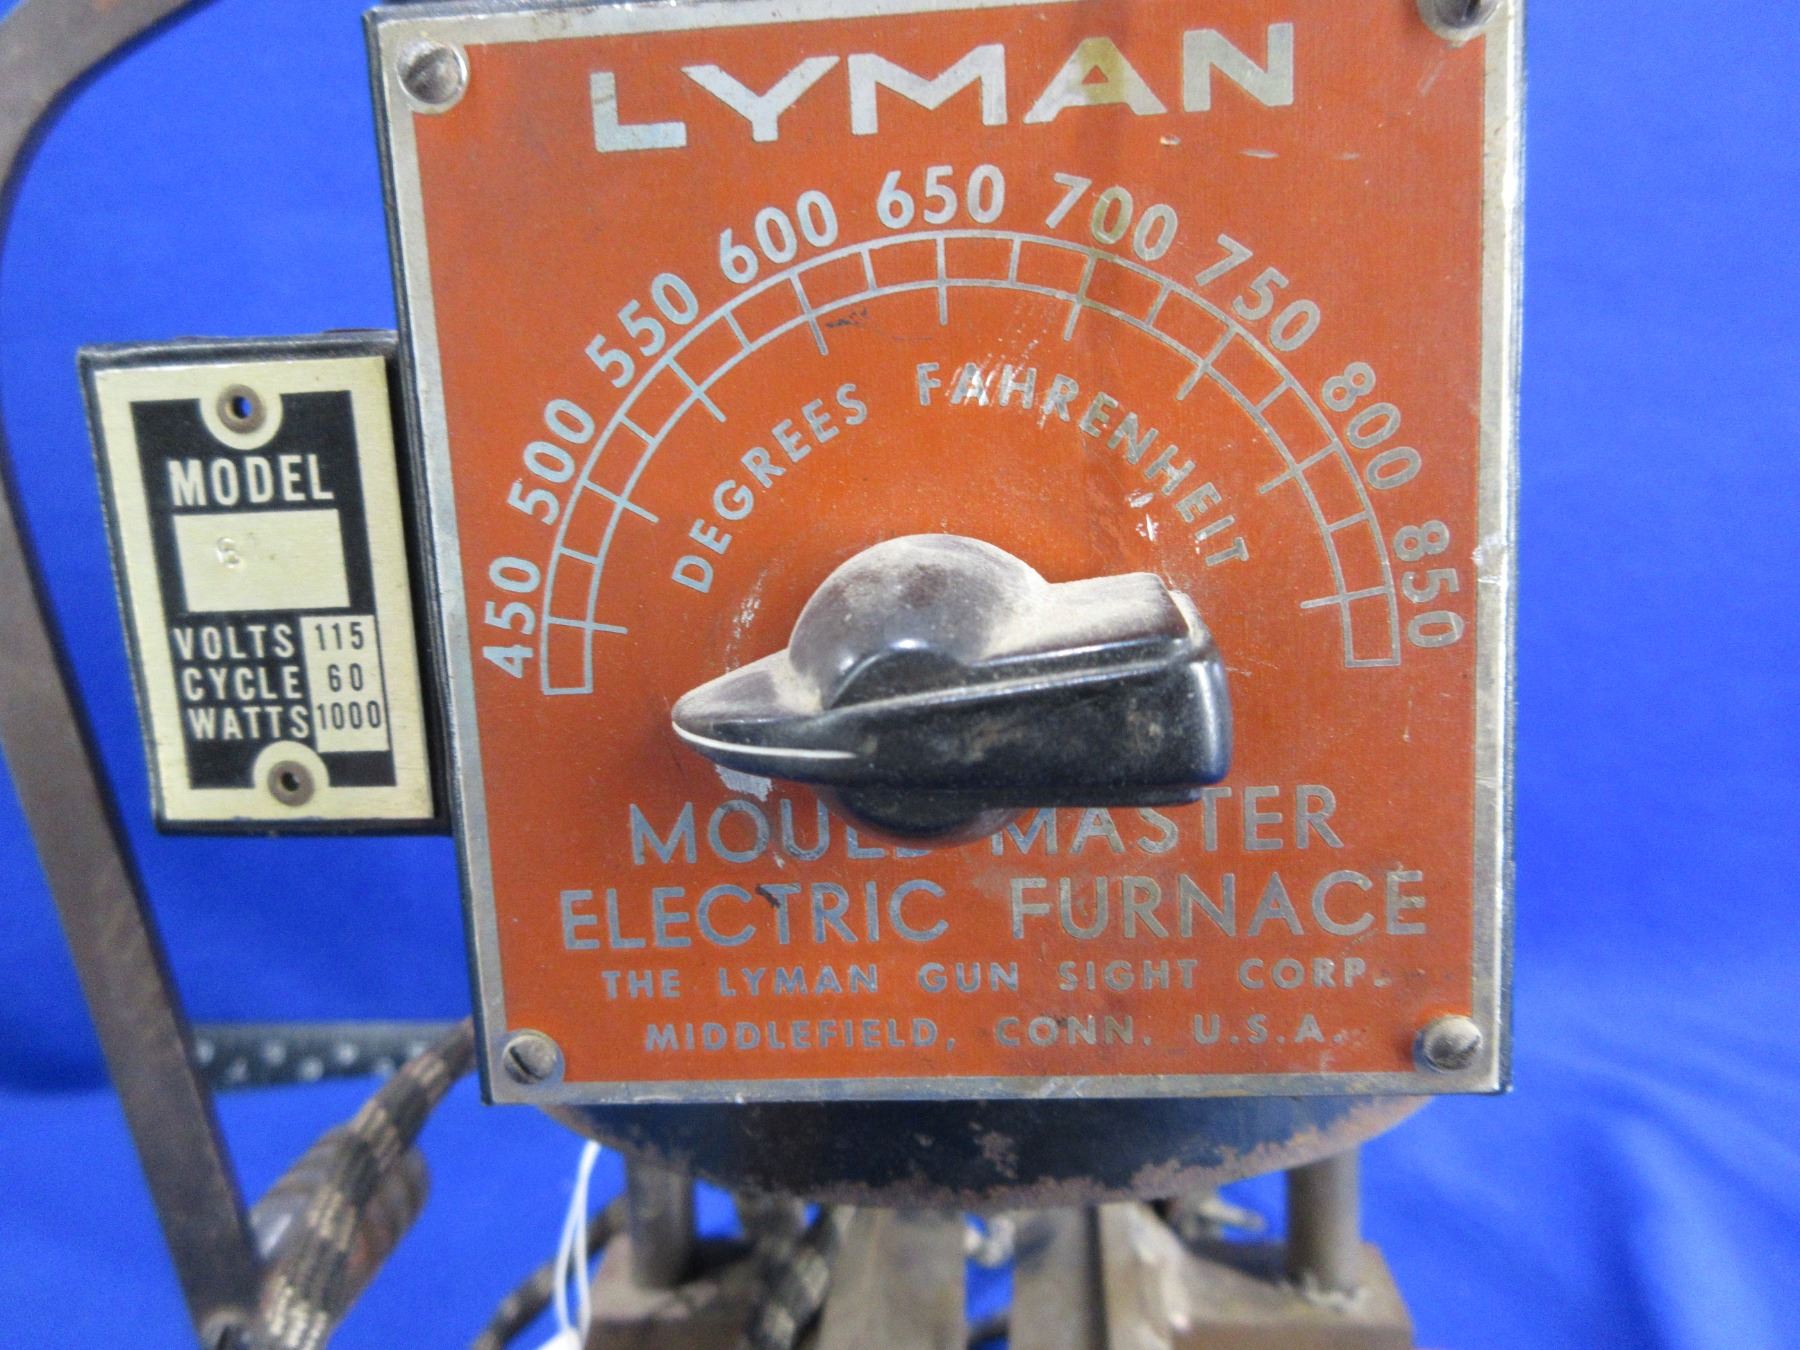 LYMAN
450 500 550 600 650 700 750 800 850
DEGREES FAHRENHEIT
MOULD MASTER
ELECTRIC FURNACE
THE LYMAN GUN SIGHT CORP.
MIDDLEFIELD, CONN. U.S.A.
MODEL
VOLTS 115
CYCLE 60
WATTS 1000